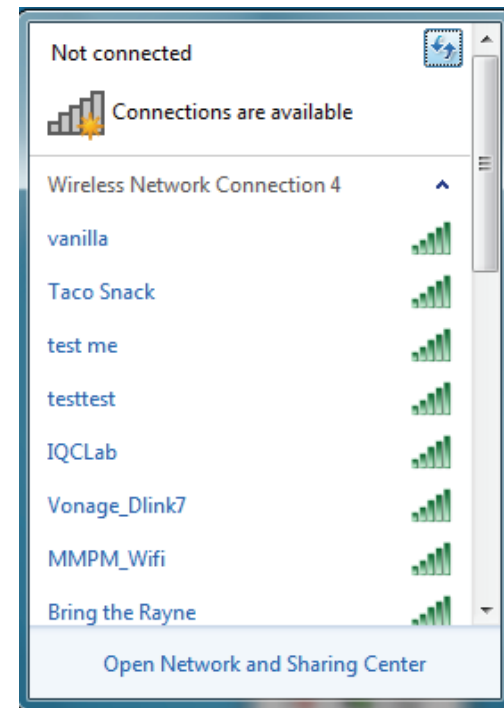 Not connected
Connections are available
Wireless Network Connection 4
vanilla
Taco Snack
test me
testtest
IQCLab
Vonage_Dlink7
MMPM_Wifi
Bring the Rayne
Open Network and Sharing Center